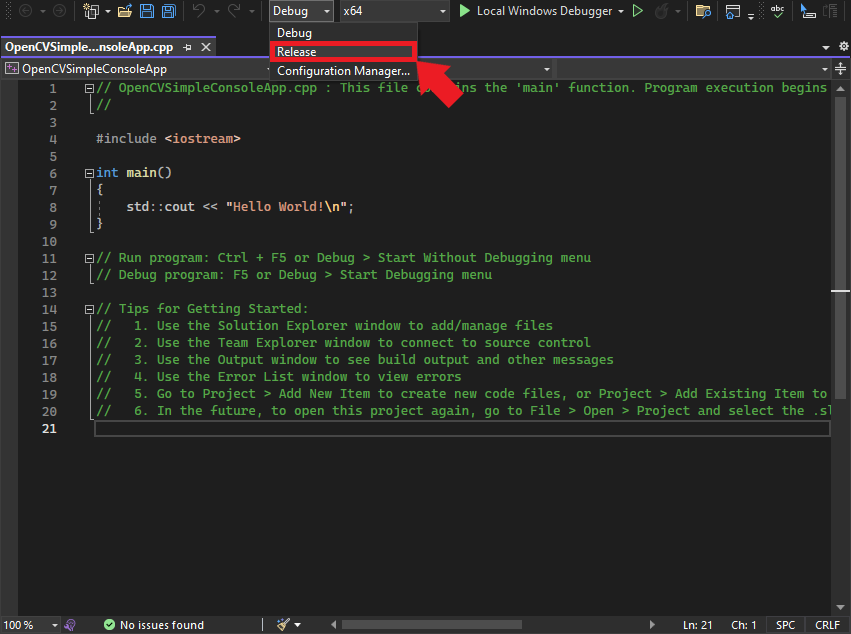 Debug x64 Local Windows Debugger
Debug
OpenCVSimple...nsoleApp.cpp
Release
OpenCVSimpleConsoleApp
Configuration Manager...
1 // OpenCVSimpleConsoleApp.cpp : This file the 'main' function. Program execution begins
2 //
3
4 #include <iostream>
5
6 int main()
7 {
8 std::cout << "Hello World!\n";
9 }
10
11 // Run program: Ctrl + F5 or Debug > Start Without Debugging menu
12 // Debug program: F5 or Debug > Start Debugging menu
13
14 // Tips for Getting Started:
15 //   1. Use the Solution Explorer window to add/manage files
16 //   2. Use the Team Explorer window to connect to source control
17 //   3. Use the Output window to see build output and other messages
18 //   4. Use the Error List window to view errors
19 //   5. Go to Project > Add New Item to create new code files, or Project > Add Existing Item to
20 //   6. In the future, to open this project again, go to File > Open > Project and select the .sl
21
100 % No issues found Ln: 21 Ch: 1 SPC CRLF